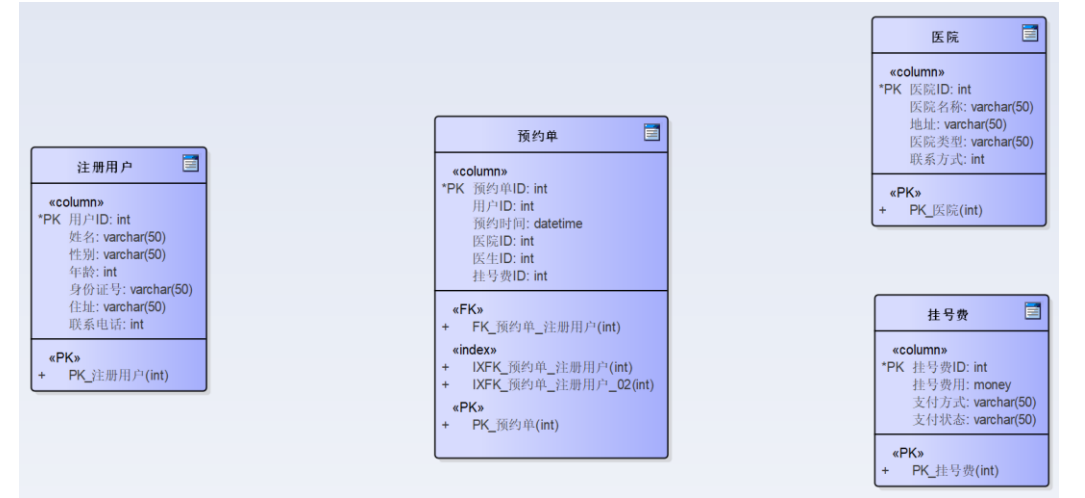 注册用户
«column»
*PK 用户ID: int
姓名: varchar(50)
性别: varchar(50)
年龄: int
身份证号: varchar(50)
住址: varchar(50)
联系电话: int
«PK»
+ PK_注册用户(int)
预约单
«column»
*PK 预约单ID: int
用户ID: int
预约时间: datetime
医院ID: int
医生ID: int
挂号费ID: int
«FK»
+ FK_预约单_注册用户(int)
«index»
+ IXFK_预约单_注册用户(int)
+ IXFK_预约单_注册用户_02(int)
«PK»
+ PK_预约单(int)
医院
«column»
*PK 医院ID: int
医院名称: varchar(50)
地址: varchar(50)
医院类型: varchar(50)
联系方式: int
«PK»
+ PK_医院(int)
挂号费
«column»
*PK 挂号费ID: int
挂号费用: money
支付方式: varchar(50)
支付状态: varchar(50)
«PK»
+ PK_挂号费(int)